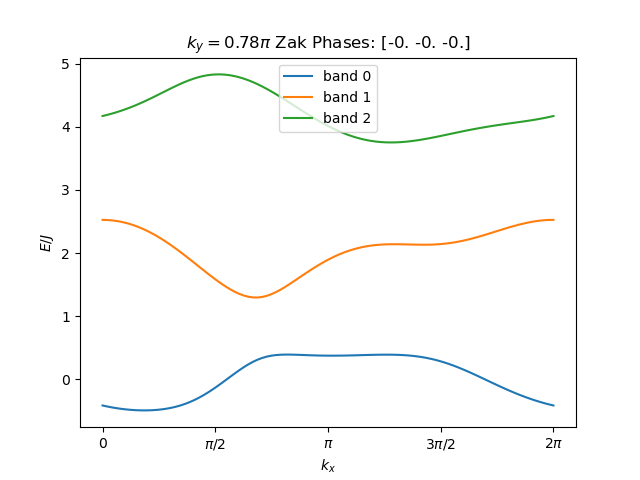 $k_y = 0.78\pi$ Zak Phases: [-0. -0. -0.]
band 0
band 1
band 2
5
4
3
2
1
0
E/J
0 π/2 π 3π/2 2π
$k_x$